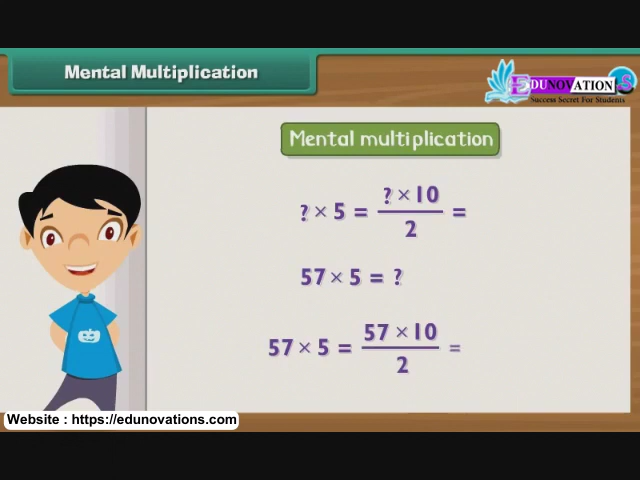 Mental Multiplication
EDUNOVATIONS
Success Secret For Students
Mental multiplication
? × 5 = ? × 10 / 2 =
57 × 5 = ?
57 × 5 = 57 × 10 / 2 =
Website : https://edunovations.com